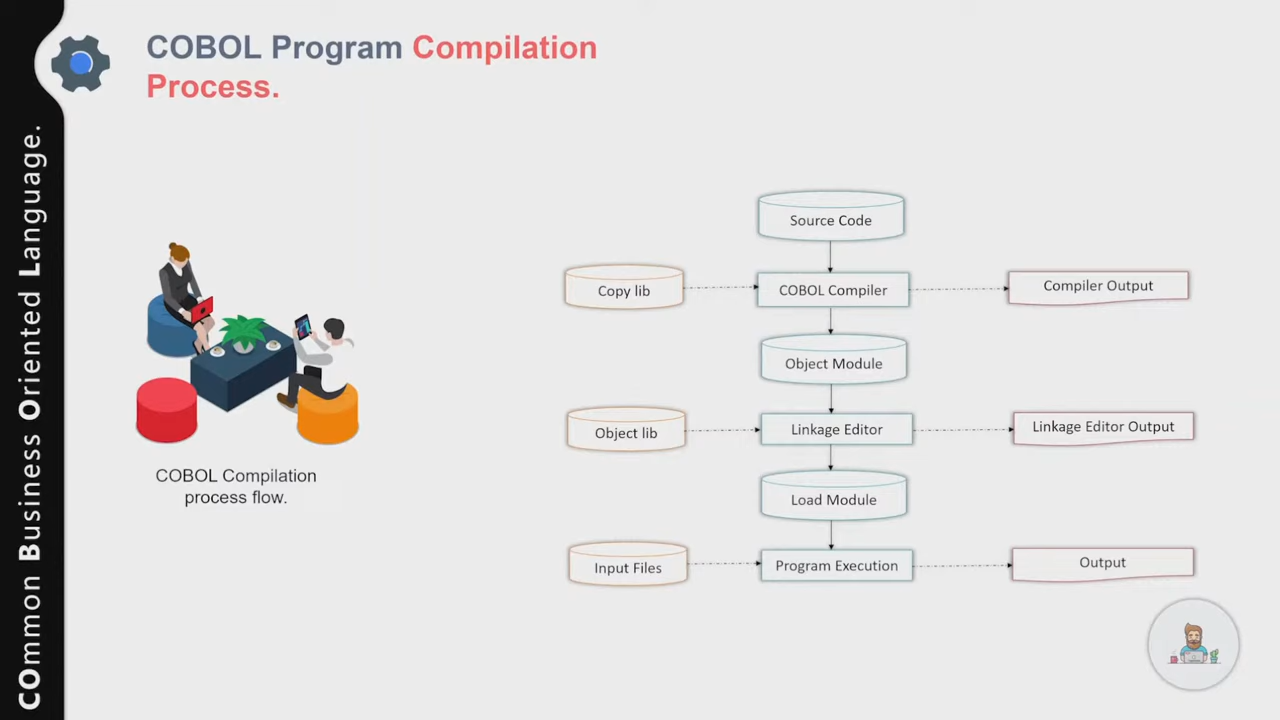 COBOL Program Compilation
Process.
COmmon Business Oriented Language.
Source Code
Copy lib
COBOL Compiler
Compiler Output
Object Module
Object lib
Linkage Editor
Linkage Editor Output
Load Module
Input Files
Program Execution
Output
COBOL Compilation
process flow.